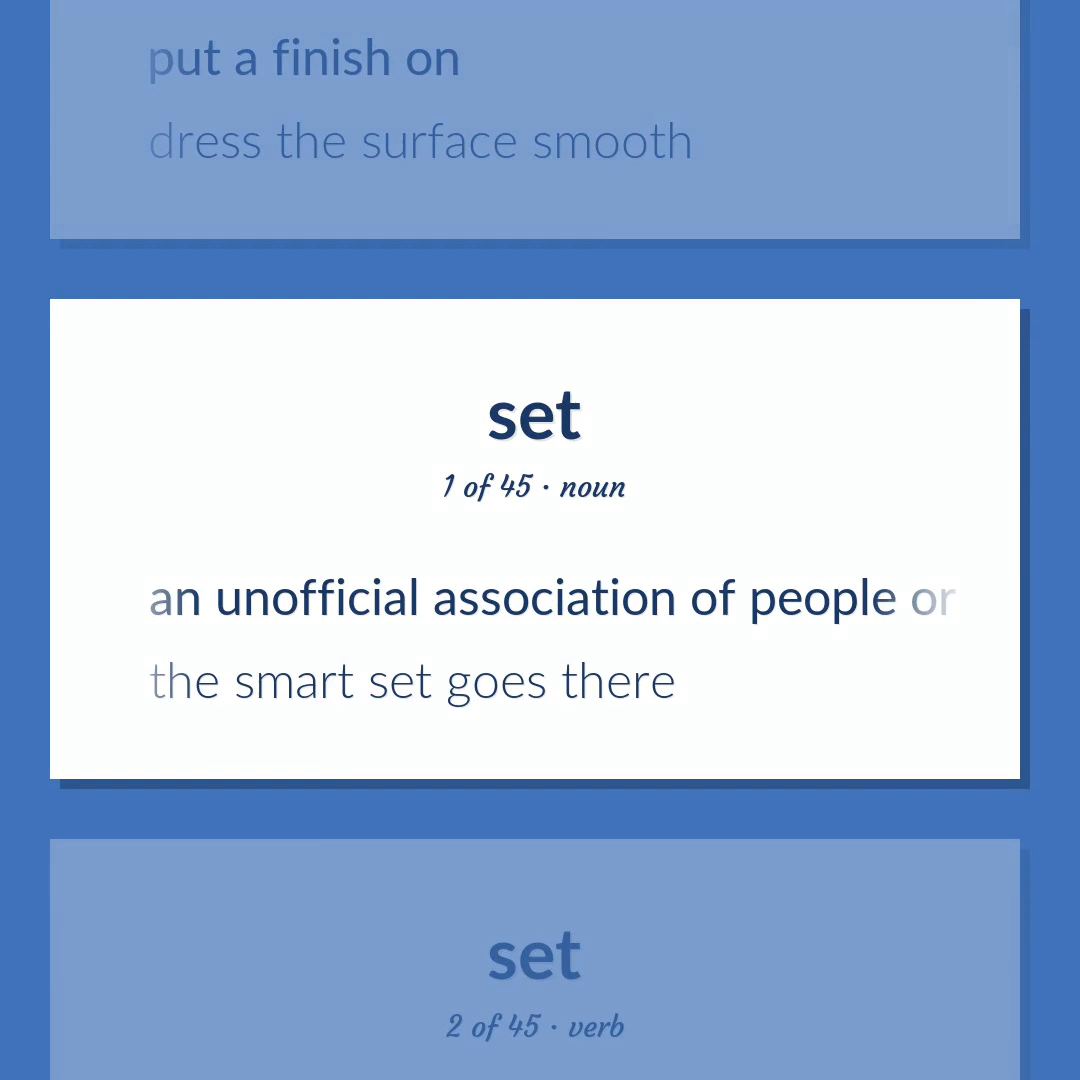 put a finish on
dress the surface smooth
set
1 of 45 · noun
an unofficial association of people or
the smart set goes there
set
2 of 45 · verb